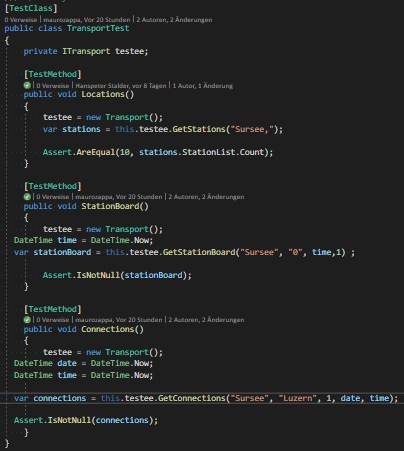 [TestClass]
0 Verweise | mauroappa, Vor 20 Stunden | 2 Autoren, 2 Änderungen
public class TransportTest
{
private ITransport testee;
[TestMethod]
0 Verweise | Hanspeter Stalder, vor 8 Tagen | 1 Autor, 1 Änderung
public void Locations()
{
testee = new Transport();
var stations = this.testee.GetStations("Sursee,");
Assert.AreEqual(10, stations.StationList.Count);
}
[TestMethod]
0 Verweise | mauroappa, Vor 20 Stunden | 2 Autoren, 2 Änderungen
public void StationBoard()
{
testee = new Transport();
DateTime time = DateTime.Now;
var stationBoard = this.testee.GetStationBoard("Sursee", "0", time,1) ;
Assert.IsNotNull(stationBoard);
}
[TestMethod]
0 Verweise | mauroappa, Vor 20 Stunden | 2 Autoren, 2 Änderungen
public void Connections()
{
testee = new Transport();
DateTime date = DateTime.Now;
DateTime time = DateTime.Now;
var connections = this.testee.GetConnections("Sursee", "Luzern", 1, date, time);
Assert.IsNotNull(connections);
}
}